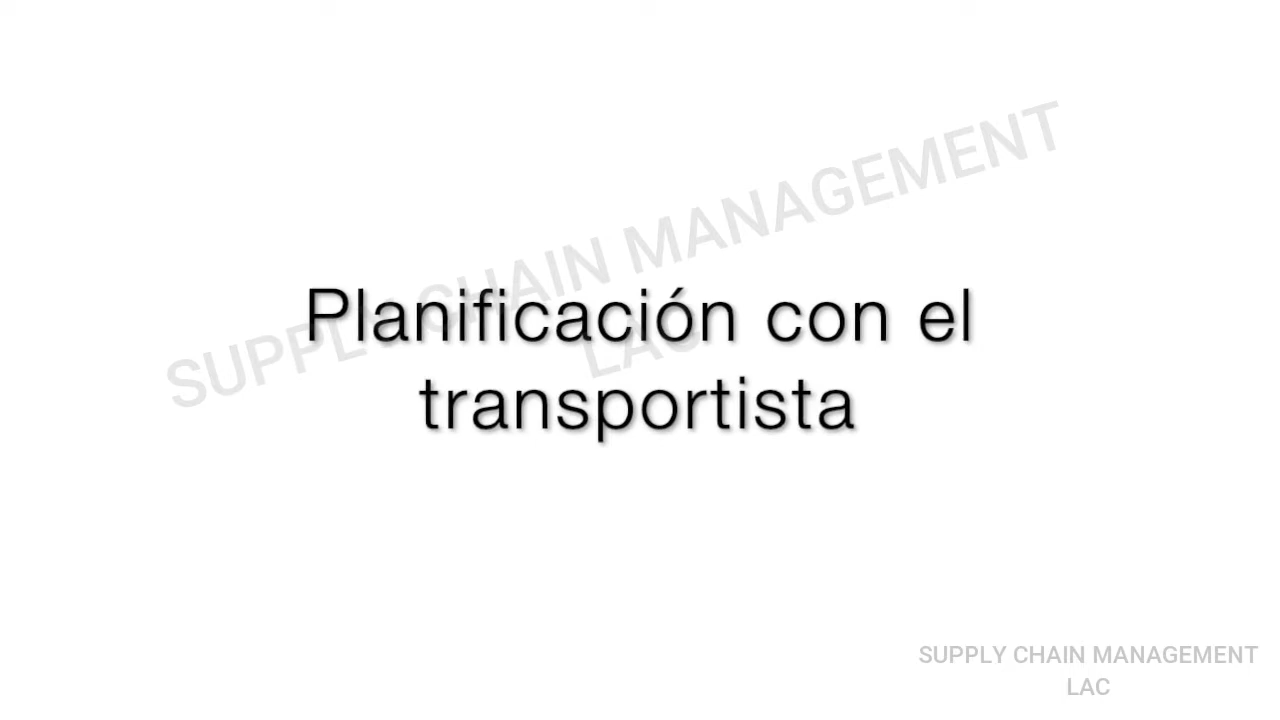 SUPPLY CHAIN MANAGEMENT
LAC
Planificación con el
transportista
SUPPLY CHAIN MANAGEMENT
LAC